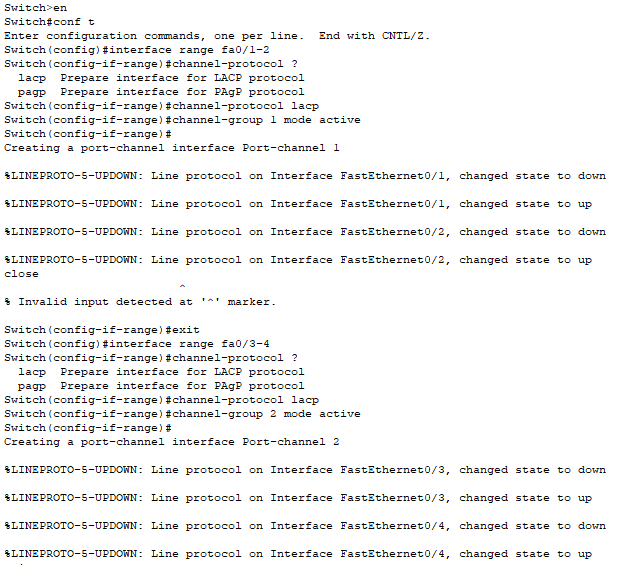 Switch>en
Switch#conf t
Enter configuration commands, one per line.  End with CNTL/Z.
Switch(config)#interface range fa0/1-2
Switch(config-if-range)#channel-protocol ?
  lacp  Prepare interface for LACP protocol
  pagp  Prepare interface for PAgP protocol
Switch(config-if-range)#channel-protocol lacp
Switch(config-if-range)#channel-group 1 mode active
Switch(config-if-range)#
Creating a port-channel interface Port-channel 1
%LINEPROTO-5-UPDOWN: Line protocol on Interface FastEthernet0/1, changed state to down
%LINEPROTO-5-UPDOWN: Line protocol on Interface FastEthernet0/1, changed state to up
%LINEPROTO-5-UPDOWN: Line protocol on Interface FastEthernet0/2, changed state to down
%LINEPROTO-5-UPDOWN: Line protocol on Interface FastEthernet0/2, changed state to up
close
                         ^
% Invalid input detected at '^' marker.
Switch(config-if-range)#exit
Switch(config)#interface range fa0/3-4
Switch(config-if-range)#channel-protocol ?
  lacp  Prepare interface for LACP protocol
  pagp  Prepare interface for PAgP protocol
Switch(config-if-range)#channel-protocol lacp
Switch(config-if-range)#channel-group 2 mode active
Switch(config-if-range)#
Creating a port-channel interface Port-channel 2
%LINEPROTO-5-UPDOWN: Line protocol on Interface FastEthernet0/3, changed state to down
%LINEPROTO-5-UPDOWN: Line protocol on Interface FastEthernet0/3, changed state to up
%LINEPROTO-5-UPDOWN: Line protocol on Interface FastEthernet0/4, changed state to down
%LINEPROTO-5-UPDOWN: Line protocol on Interface FastEthernet0/4, changed state to up